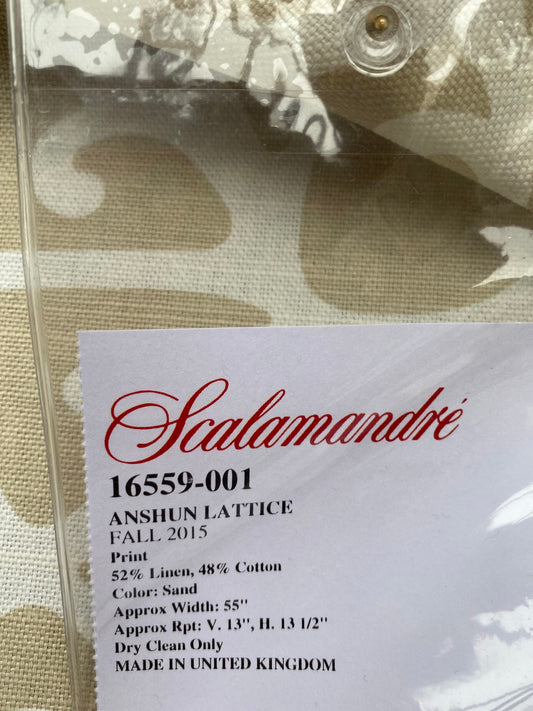 Scalamandré
16559-001
ANSHUN LATTICE
FALL 2015
Print
52% Linen, 48% Cotton
Color: Sand
Approx Width: 55"
Approx Rpt: V. 13", H. 13 1/2"
Dry Clean Only
MADE IN UNITED KINGDOM